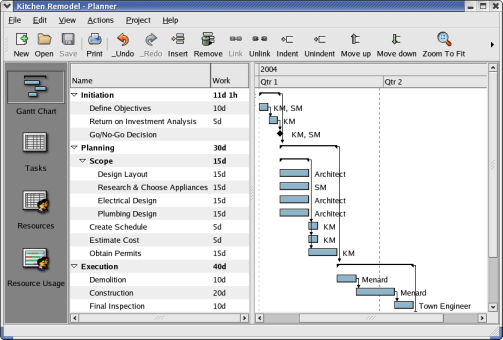 Kitchen Remodel - Planner
File Edit View Actions Project Help
New Open Save Print _Undo _Redo Insert Remove Link Unlink Indent Unindent Move up Move down Zoom To Fit
2004
Name Work Qtr 1 Qtr 2
Initiation 11d 1h
Define Objectives 10d KM, SM
Return on Investment Analysis 5d KM
Go/No-Go Decision KM, SM
Planning 30d
Scope 15d
Design Layout 15d Architect
Research & Choose Appliances 15d SM
Electrical Design 15d Architect
Plumbing Design 15d Architect
Create Schedule 5d KM
Estimate Cost 5d KM
Obtain Permits 15d KM
Execution 40d
Demolition 10d Menard
Construction 20d Menard
Final Inspection 10d Town Engineer
Gantt Chart
Tasks
Resources
Resource Usage